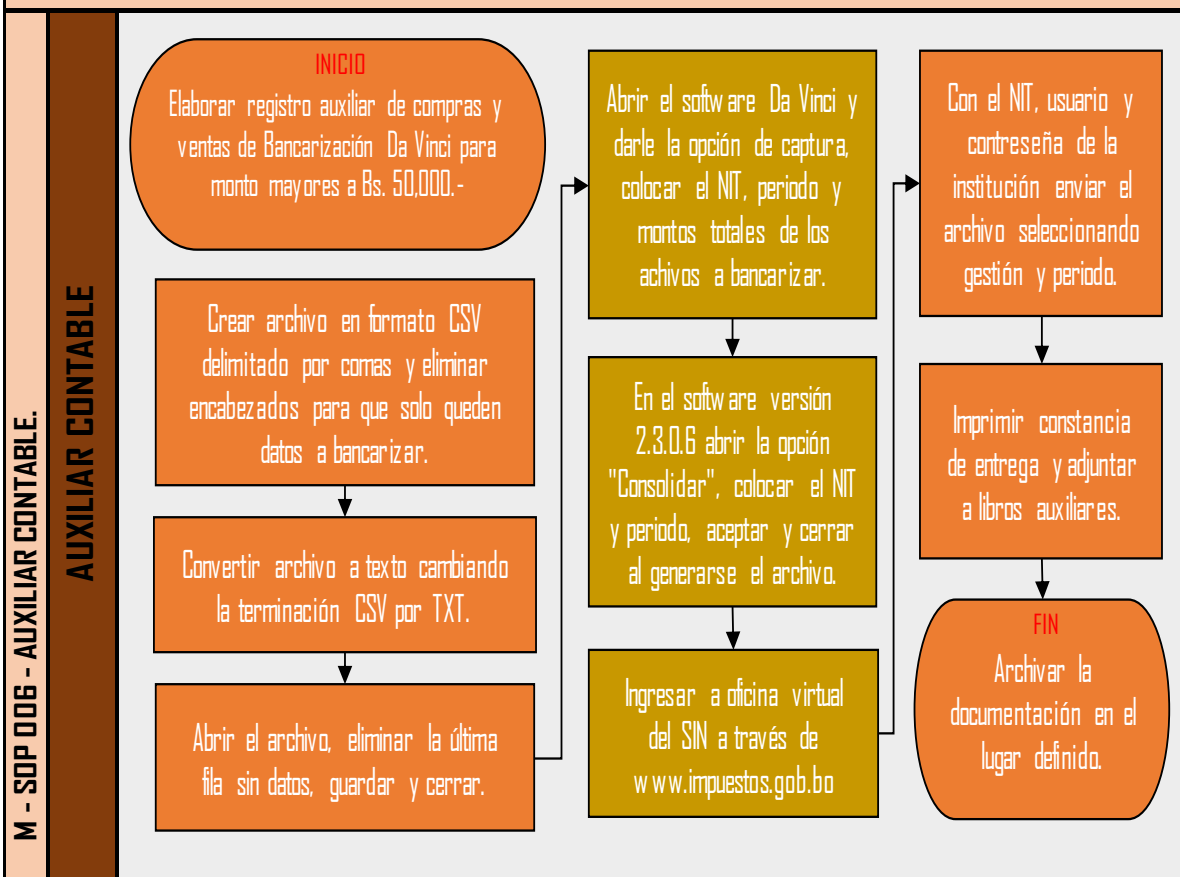 M - SOP 006 - AUXILIAR CONTABLE.
AUXILIAR CONTABLE
INICIO
Elaborar registro auxiliar de compras y
ventas de Bancarización Da Vinci para
monto mayores a Bs. 50,000.-
Crear archivo en formato CSV
delimitado por comas y eliminar
encabezados para que solo queden
datos a bancarizar.
Convertir archivo a texto cambiando
la terminación CSV por TXT.
Abrir el archivo, eliminar la última
fila sin datos, guardar y cerrar.
Abrir el software Da Vinci y
darle la opción de captura,
colocar el NIT, periodo y
montos totales de los
achivos a bancarizar.
En el software versión
2.3.0.6 abrir la opción
"Consolidar", colocar el NIT
y periodo, aceptar y cerrar
al generarse el archivo.
Ingresar a oficina virtual
del SIN a través de
www.impuestos.gob.bo
Con el NIT, usuario y
contreseña de la
institución enviar el
archivo seleccionando
gestión y periodo.
Imprimir constancia
de entrega y adjuntar
a libros auxiliares.
FIN
Archivar la
documentación en el
lugar definido.